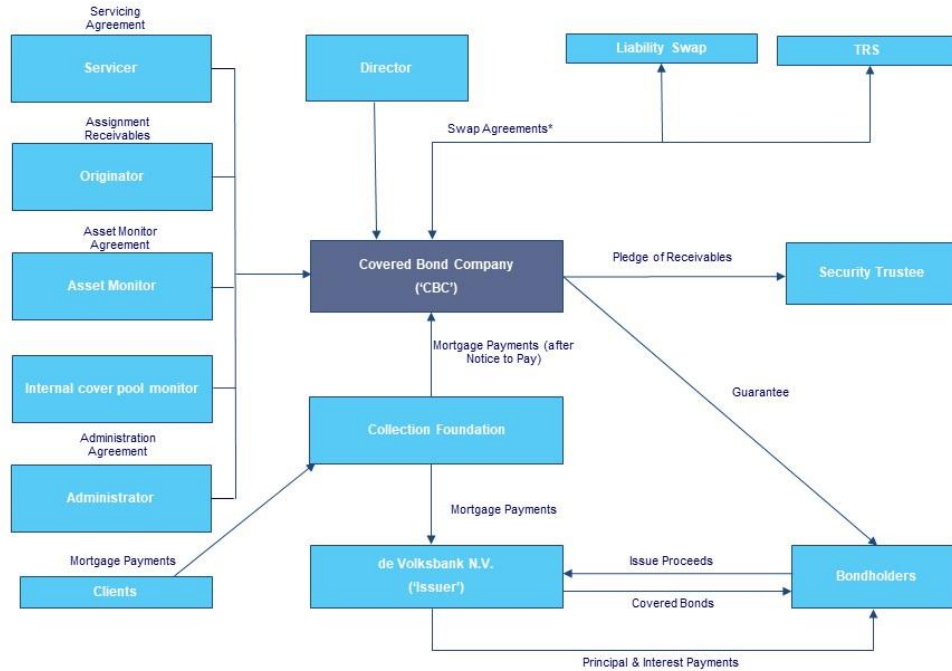 Servicing
Agreement
Servicer
Director
Liability Swap
TRS
Assignment
Receivables
Swap Agreements*
Originator
Asset Monitor
Agreement
Asset Monitor
Covered Bond Company
(‘CBC’)
Pledge of Receivables
Security Trustee
Mortgage Payments (after
Notice to Pay)
Internal cover pool monitor
Guarantee
Collection Foundation
Administration
Agreement
Administrator
Mortgage Payments
Mortgage Payments
Clients
de Volksbank N.V.
(‘Issuer’)
Issue Proceeds
Covered Bonds
Bondholders
Principal & Interest Payments